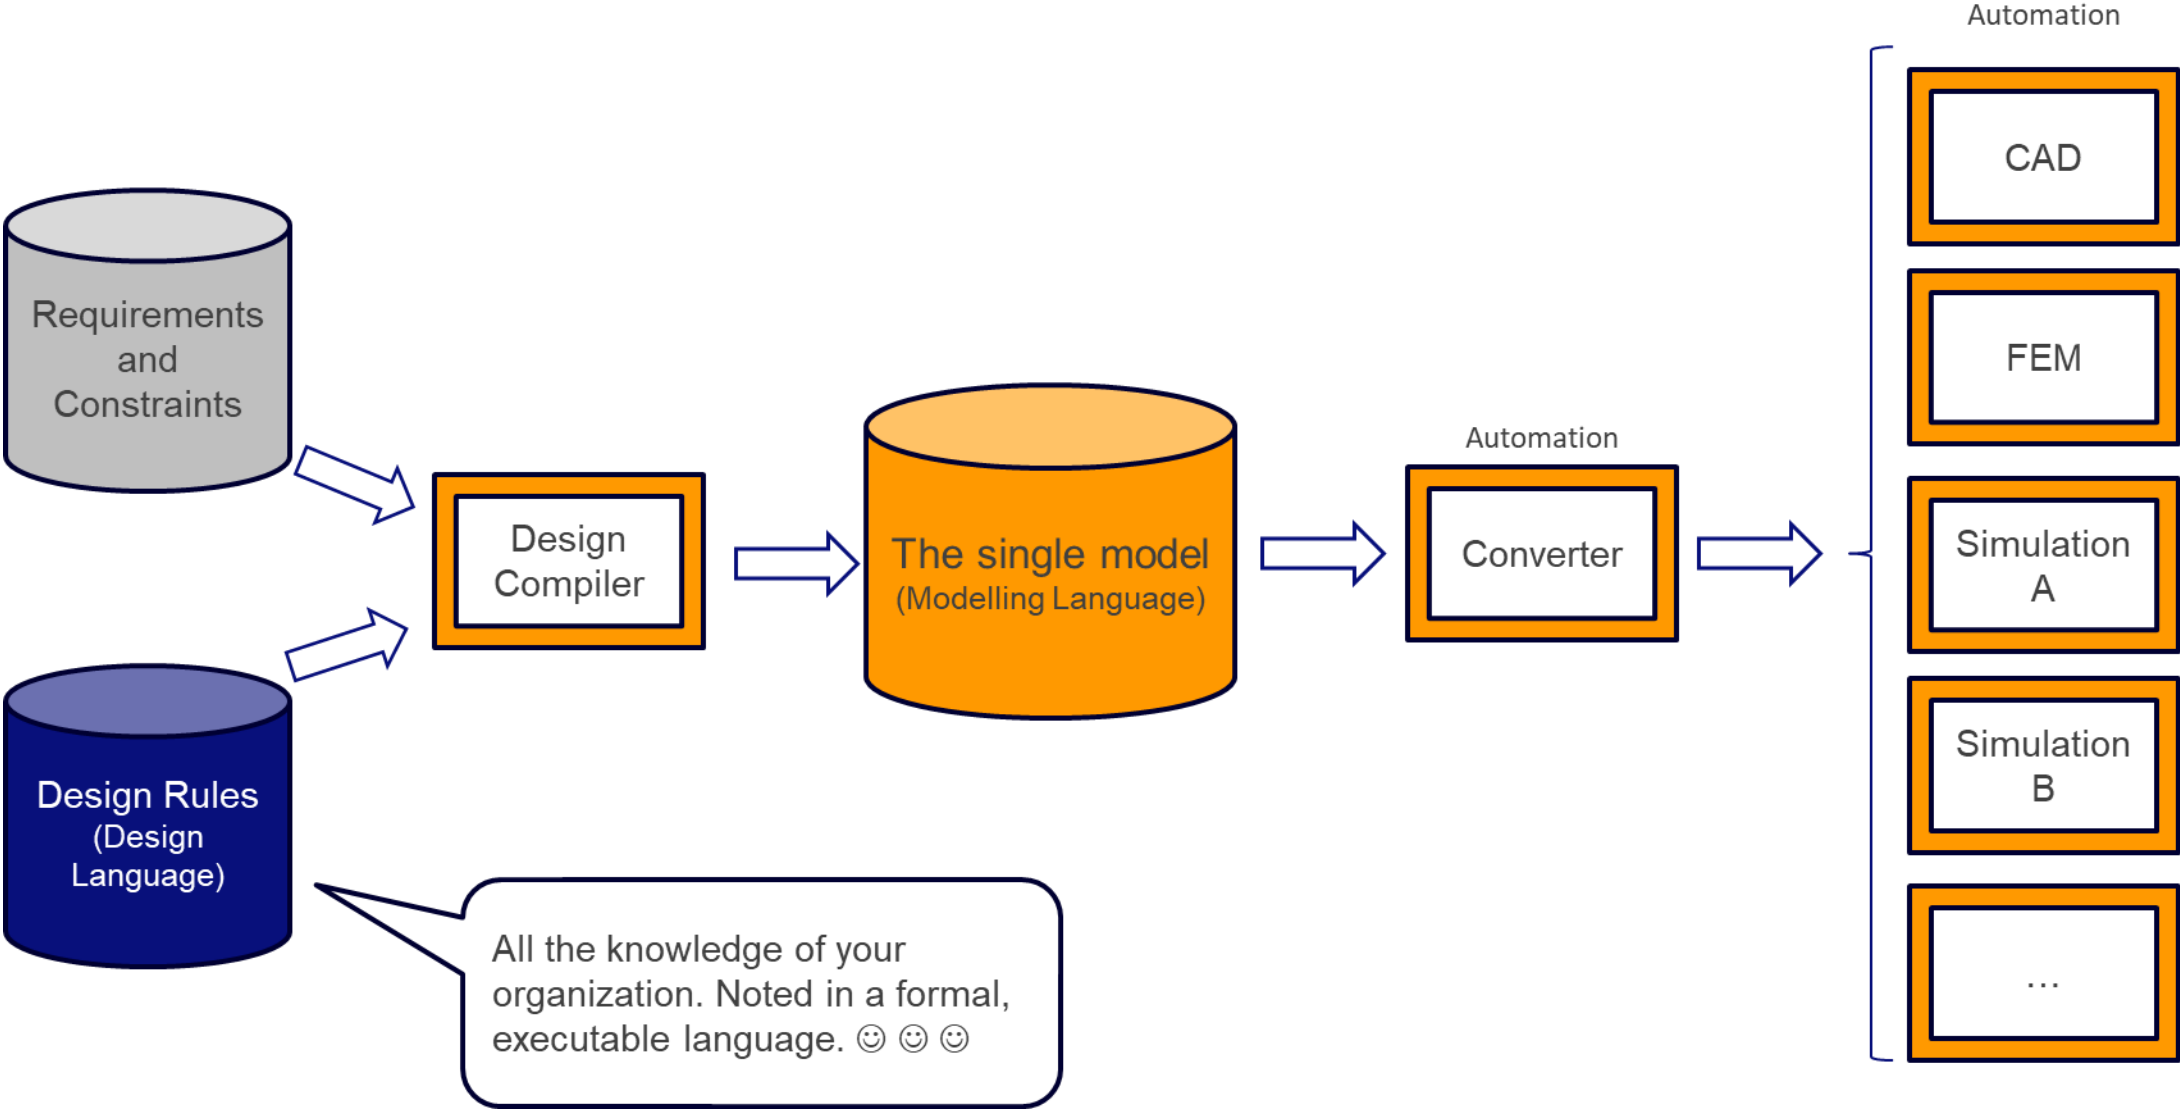 Automation
CAD
FEM
Simulation
A
Simulation
B
...
Requirements
and
Constraints
Design Rules
(Design
Language)
Design
Compiler
The single model
(Modelling Language)
Automation
Converter
All the knowledge of your
organization. Noted in a formal,
executable language. ☺ ☺ ☺